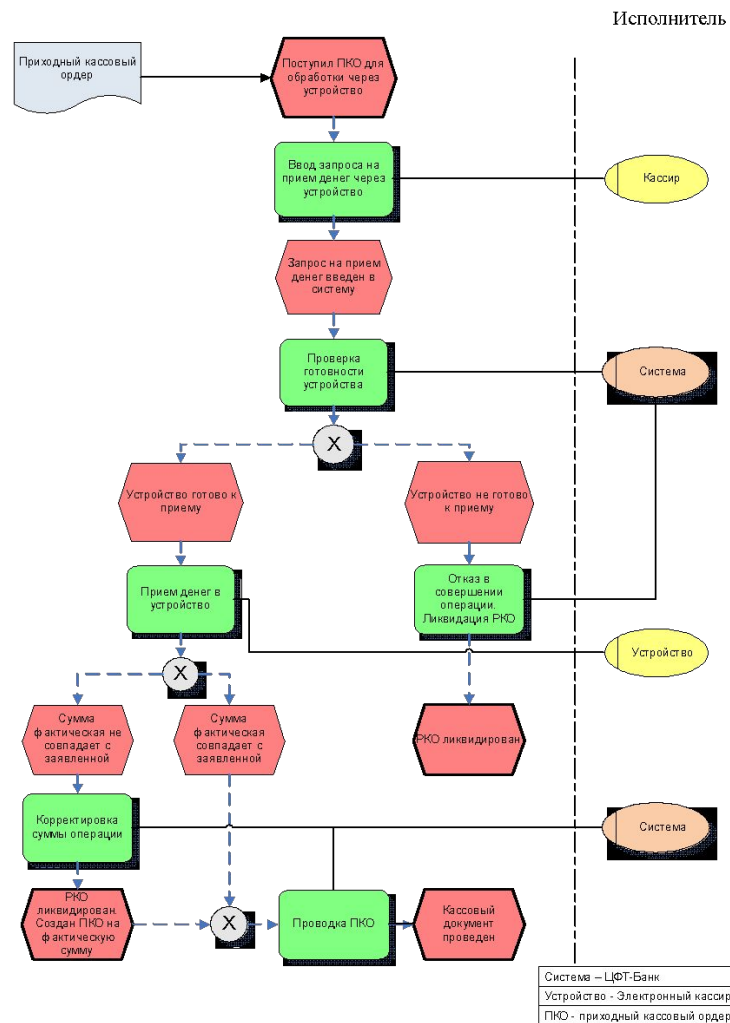 Исполнитель
Приходный кассовый
ордер
Поступил ПКО для
обработки через
устройство
Ввод запроса на
прием денег через
устройство
Кассир
Запрос на прием
денег введен в
систему
Проверка
готовности
устройства
Система
X
Устройство готово к
приему
Устройство не готово
к приему
Прием денег в
устройство
Отказ в
совершении
операции.
Ликвидация РКО
Устройство
X
Сумма
фактическая не
совпадает с
заявленной
Сумма
фактическая
совпадает с
заявленной
РКО ликвидирован
Корректировка
суммы операции
Система
РКО
ликвидирован.
Создан ПКО на
фактическую
сумму
X
Проводка ПКО
Кассовый
документ
проведен
Система – ЦФТ-Банк
Устройство - Электронный кассир
ПКО - приходный кассовый ордер